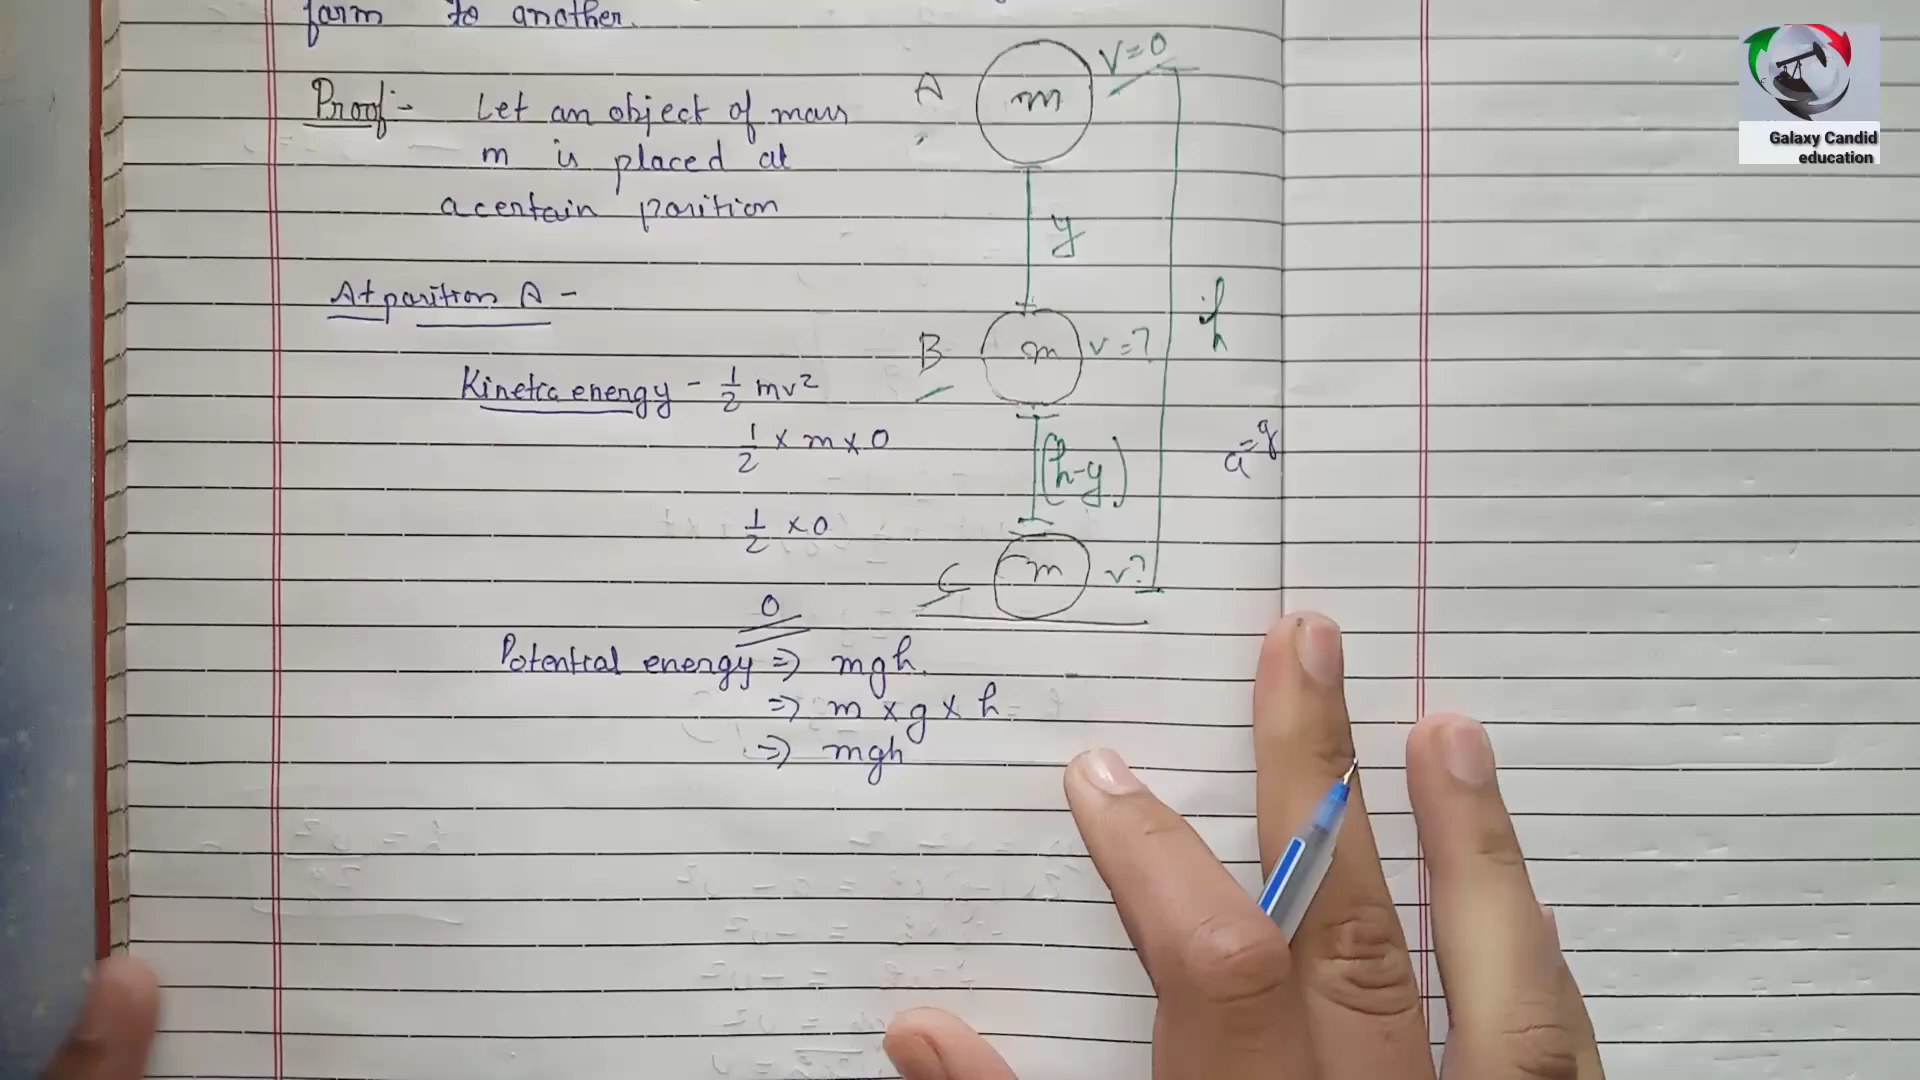 farm to another.
Proof:- Let an object of mass
m is placed at
a certain position
At position A -
Kinetic energy - 1/2 mv²
1/2 × m × 0
1/2 × 0
0
Potential energy => mgh.
=> m × g × h
=> mgh
A m v=0
y
B m v=?
h
(h-y)
a=g
C m v?
Galaxy Candid
education